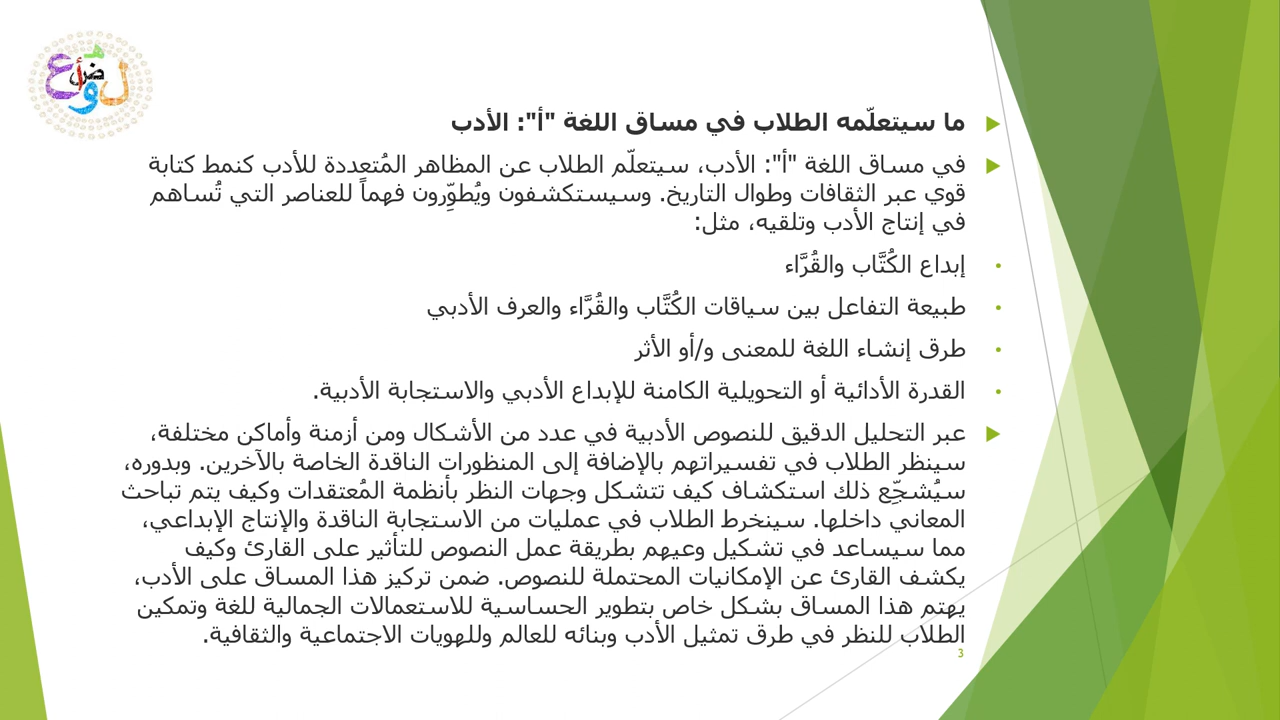 ما سيتعلّمه الطلاب في مساق اللغة "أ": الأدب
في مساق اللغة "أ": الأدب، سيتعلّم الطلاب عن المظاهر المُتعددة للأدب كنمط كتابة
قوي عبر الثقافات وطوال التاريخ. وسيستكشفون ويُطوِّرون فهماً للعناصر التي تُساهم
في إنتاج الأدب وتلقيه، مثل:
إبداع الكُتَّاب والقُرَّاء
طبيعة التفاعل بين سياقات الكُتَّاب والقُرَّاء والعرف الأدبي
طرق إنشاء اللغة للمعنى و/أو الأثر
القدرة الأدائية أو التحويلية الكامنة للإبداع الأدبي والاستجابة الأدبية.
عبر التحليل الدقيق للنصوص الأدبية في عدد من الأشكال ومن أزمنة وأماكن مختلفة،
سينظر الطلاب في تفسيراتهم بالإضافة إلى المنظورات الناقدة الخاصة بالآخرين. وبدوره،
سيُشجِّع ذلك استكشاف كيف تتشكل وجهات النظر بأنظمة المُعتقدات وكيف يتم تباحث
المعاني داخلها. سينخرط الطلاب في عمليات من الاستجابة الناقدة والإنتاج الإبداعي،
مما سيساعد في تشكيل وعيهم بطريقة عمل النصوص للتأثير على القارئ وكيف
يكشف القارئ عن الإمكانيات المحتملة للنصوص. ضمن تركيز هذا المساق على الأدب،
يهتم هذا المساق بشكل خاص بتطوير الحساسية للاستعمالات الجمالية للغة وتمكين
الطلاب للنظر في طرق تمثيل الأدب وبنائه للعالم وللهويات الاجتماعية والثقافية.
3